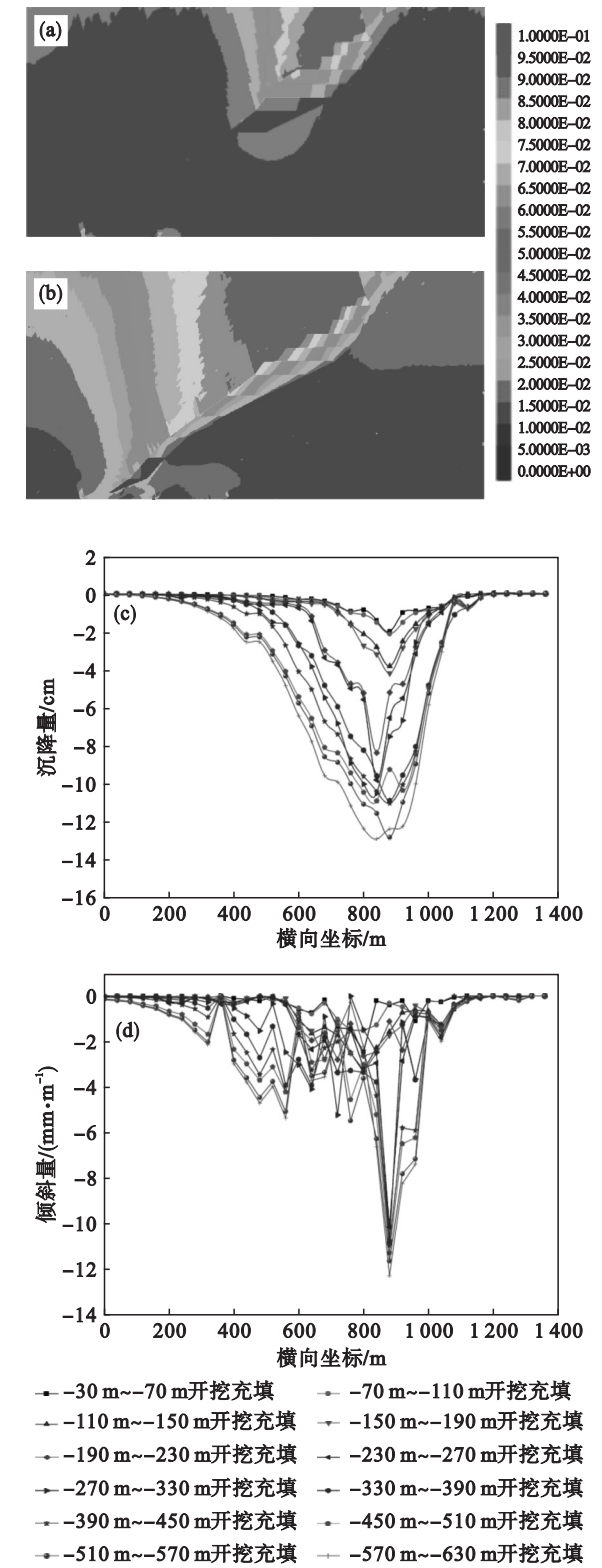 (a)
1.0000E−01
9.5000E−02
9.0000E−02
8.5000E−02
8.0000E−02
7.5000E−02
7.0000E−02
6.5000E−02
6.0000E−02
5.5000E−02
5.0000E−02
4.5000E−02
4.0000E−02
3.5000E−02
3.0000E−02
2.5000E−02
2.0000E−02
1.5000E−02
1.0000E−02
5.0000E−03
0.0000E+00
(b)
2
0
−2
−4
−6
−8
−10
−12
−14
−16
(c)
沉降量/cm
0 200 400 600 800 1 000 1 200 1 400
横向坐标/m
0
−2
−4
−6
−8
−10
−12
−14
(d)
倾斜量/(mm·m⁻¹)
0 200 400 600 800 1 000 1 200 1 400
横向坐标/m
−30 m~−70 m开挖充填 −70 m~−110 m开挖充填
−110 m~−150 m开挖充填 −150 m~−190 m开挖充填
−190 m~−230 m开挖充填 −230 m~−270 m开挖充填
−270 m~−330 m开挖充填 −330 m~−390 m开挖充填
−390 m~−450 m开挖充填 −450 m~−510 m开挖充填
−510 m~−570 m开挖充填 −570 m~−630 m开挖充填